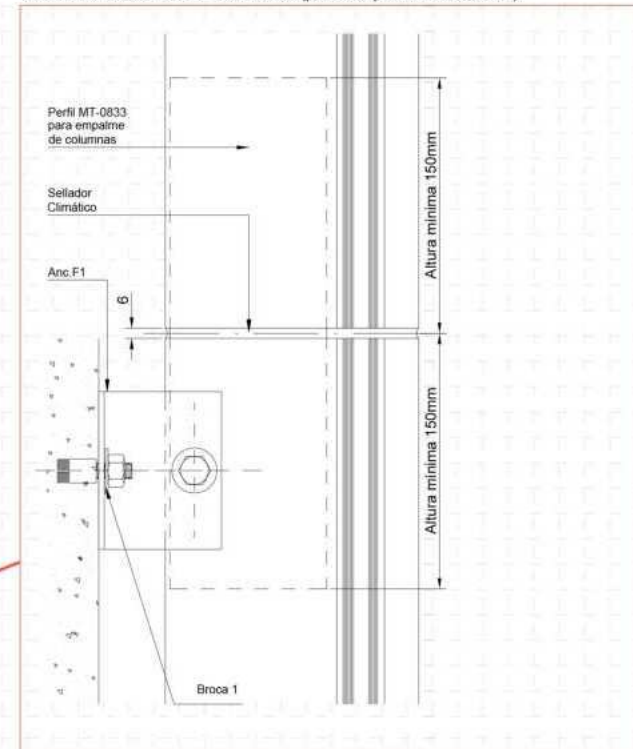 Perfil MT-0833
para empalme
de columnas
Altura mínima 150mm
Sellador
Climático
Anc.F1
6
Altura mínima 150mm
Broca 1